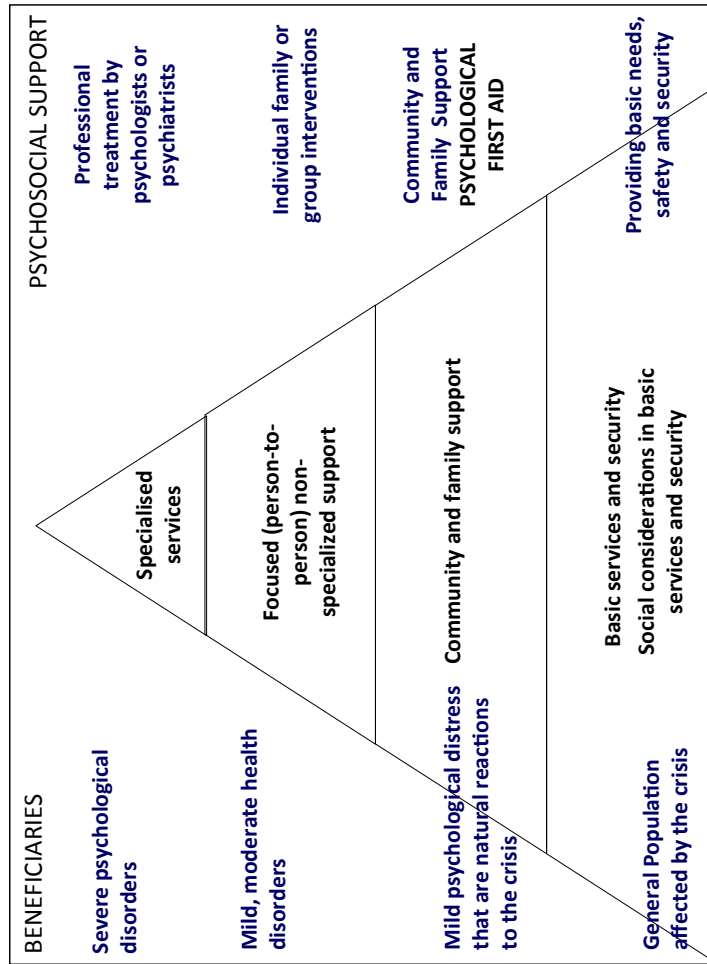 BENEFICIARIES
PSYCHOSOCIAL SUPPORT
Severe psychological
disorders
Specialised
services
Professional
treatment by
psychologists or
psychiatrists
Mild, moderate health
disorders
Focused (person-to-
person) non-
specialized support
Individual family or
group interventions
Mild psychological distress
that are natural reactions
to the crisis
Community and family support
Community and
Family Support
PSYCHOLOGICAL
FIRST AID
General Population
affected by the crisis
Basic services and security
Social considerations in basic
services and security
Providing basic needs,
safety and security